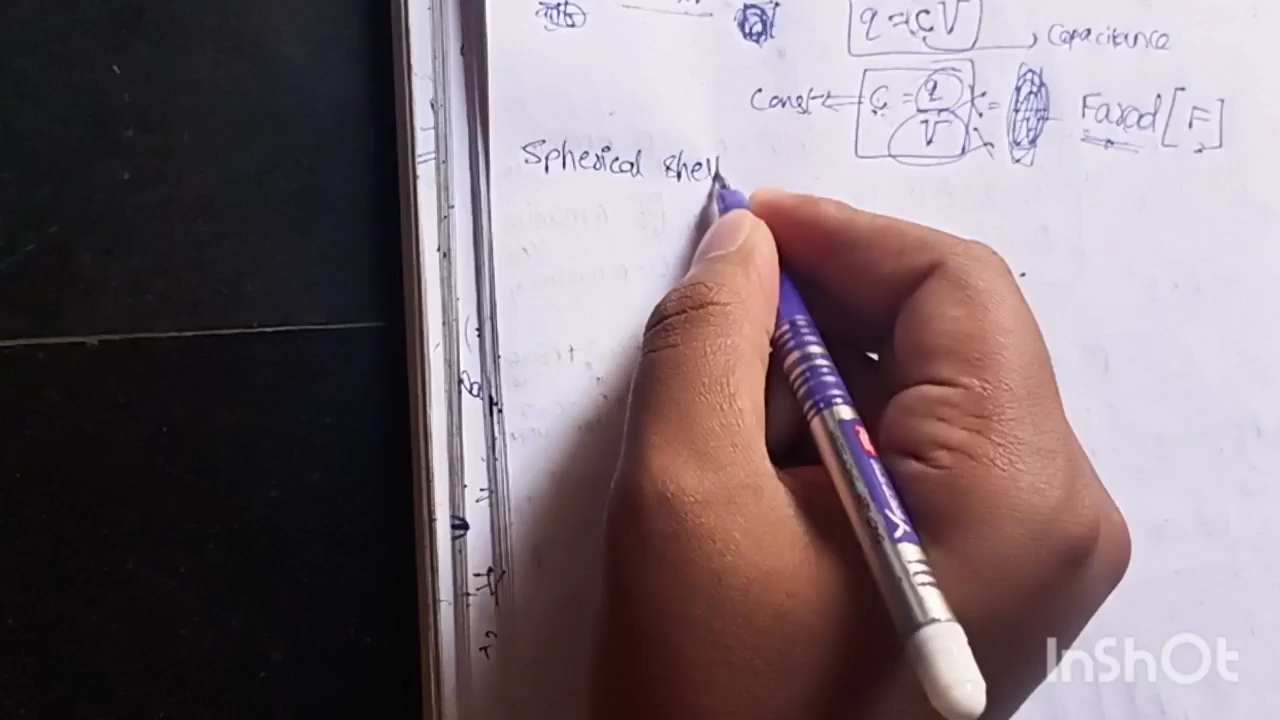 q = CV
Capacitance
Const ← C = q/V = Farad [F]
Spherical shell
InShOt